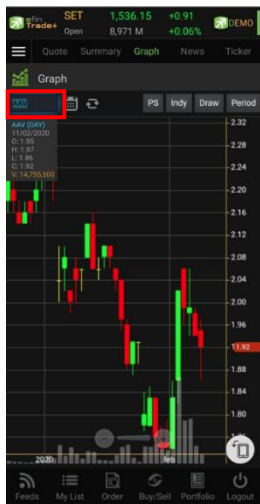 efin Trade+ SET 1,536.15 +0.91 DEMO
Open 8,971 M +0.06%
Quote Summary Graph News Ticker
Graph
AAV PS Indy Draw Period
AAV (DAY)
11/02/2020
O: 1.95
H: 1.97
L: 1.86
C: 1.92
V: 14,755,500
2.32
2.28
2.24
2.20
2.16
2.12
2.08
2.04
2.00
1.96
1.92
1.88
1.84
1.80
2020 feb
Feeds My List Order Buy/Sell Portfolio Logout